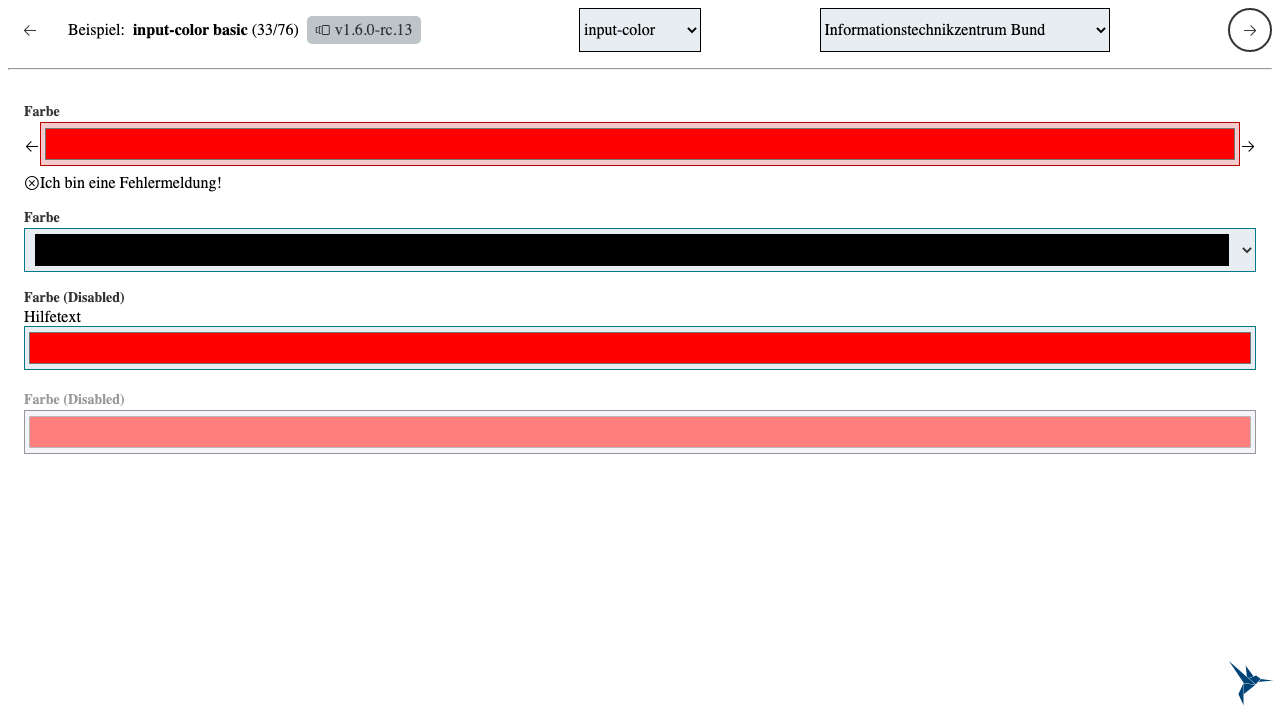 Beispiel: input-color basic (33/76) v1.6.0-rc.13 input-color Informationstechnikzentrum Bund
Farbe
Ich bin eine Fehlermeldung!
Farbe
Farbe (Disabled)
Hilfetext
Farbe (Disabled)